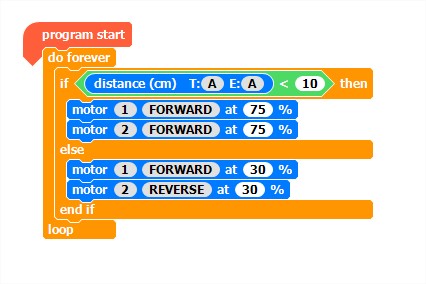 program start
do forever
if distance (cm) T: A E: A < 10 then
motor 1 FORWARD at 75 %
motor 2 FORWARD at 75 %
else
motor 1 FORWARD at 30 %
motor 2 REVERSE at 30 %
end if
loop